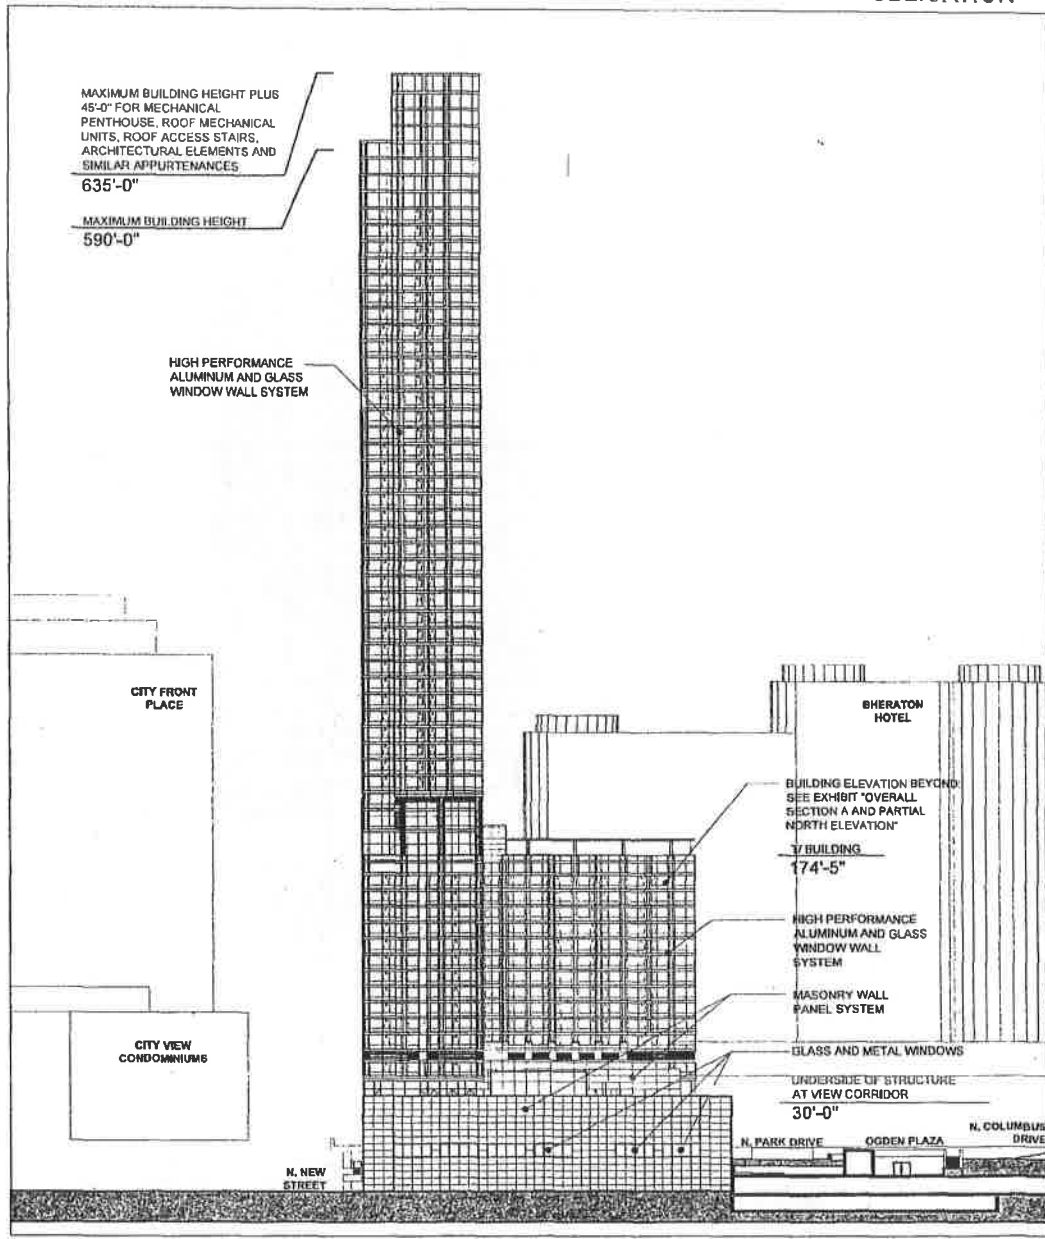 MAXIMUM BUILDING HEIGHT PLUS
45'-0" FOR MECHANICAL
PENTHOUSE, ROOF MECHANICAL
UNITS, ROOF ACCESS STAIRS,
ARCHITECTURAL ELEMENTS AND
SIMILAR APPURTENANCES
635'-0"
MAXIMUM BUILDING HEIGHT
590'-0"
HIGH PERFORMANCE
ALUMINUM AND GLASS
WINDOW WALL SYSTEM
CITY FRONT
PLACE
SHERATON
HOTEL
BUILDING ELEVATION BEYOND
SEE EXHIBIT "OVERALL
SECTION A AND PARTIAL
NORTH ELEVATION"
T/ BUILDING
174'-5"
HIGH PERFORMANCE
ALUMINUM AND GLASS
WINDOW WALL
SYSTEM
MASONRY WALL
PANEL SYSTEM
CITY VIEW
CONDOMINIUMS
GLASS AND METAL WINDOWS
UNDERSIDE OF STRUCTURE
AT VIEW CORRIDOR
30'-0"
N. COLUMBUS
DRIVE
N. PARK DRIVE
OGDEN PLAZA
N. NEW
STREET